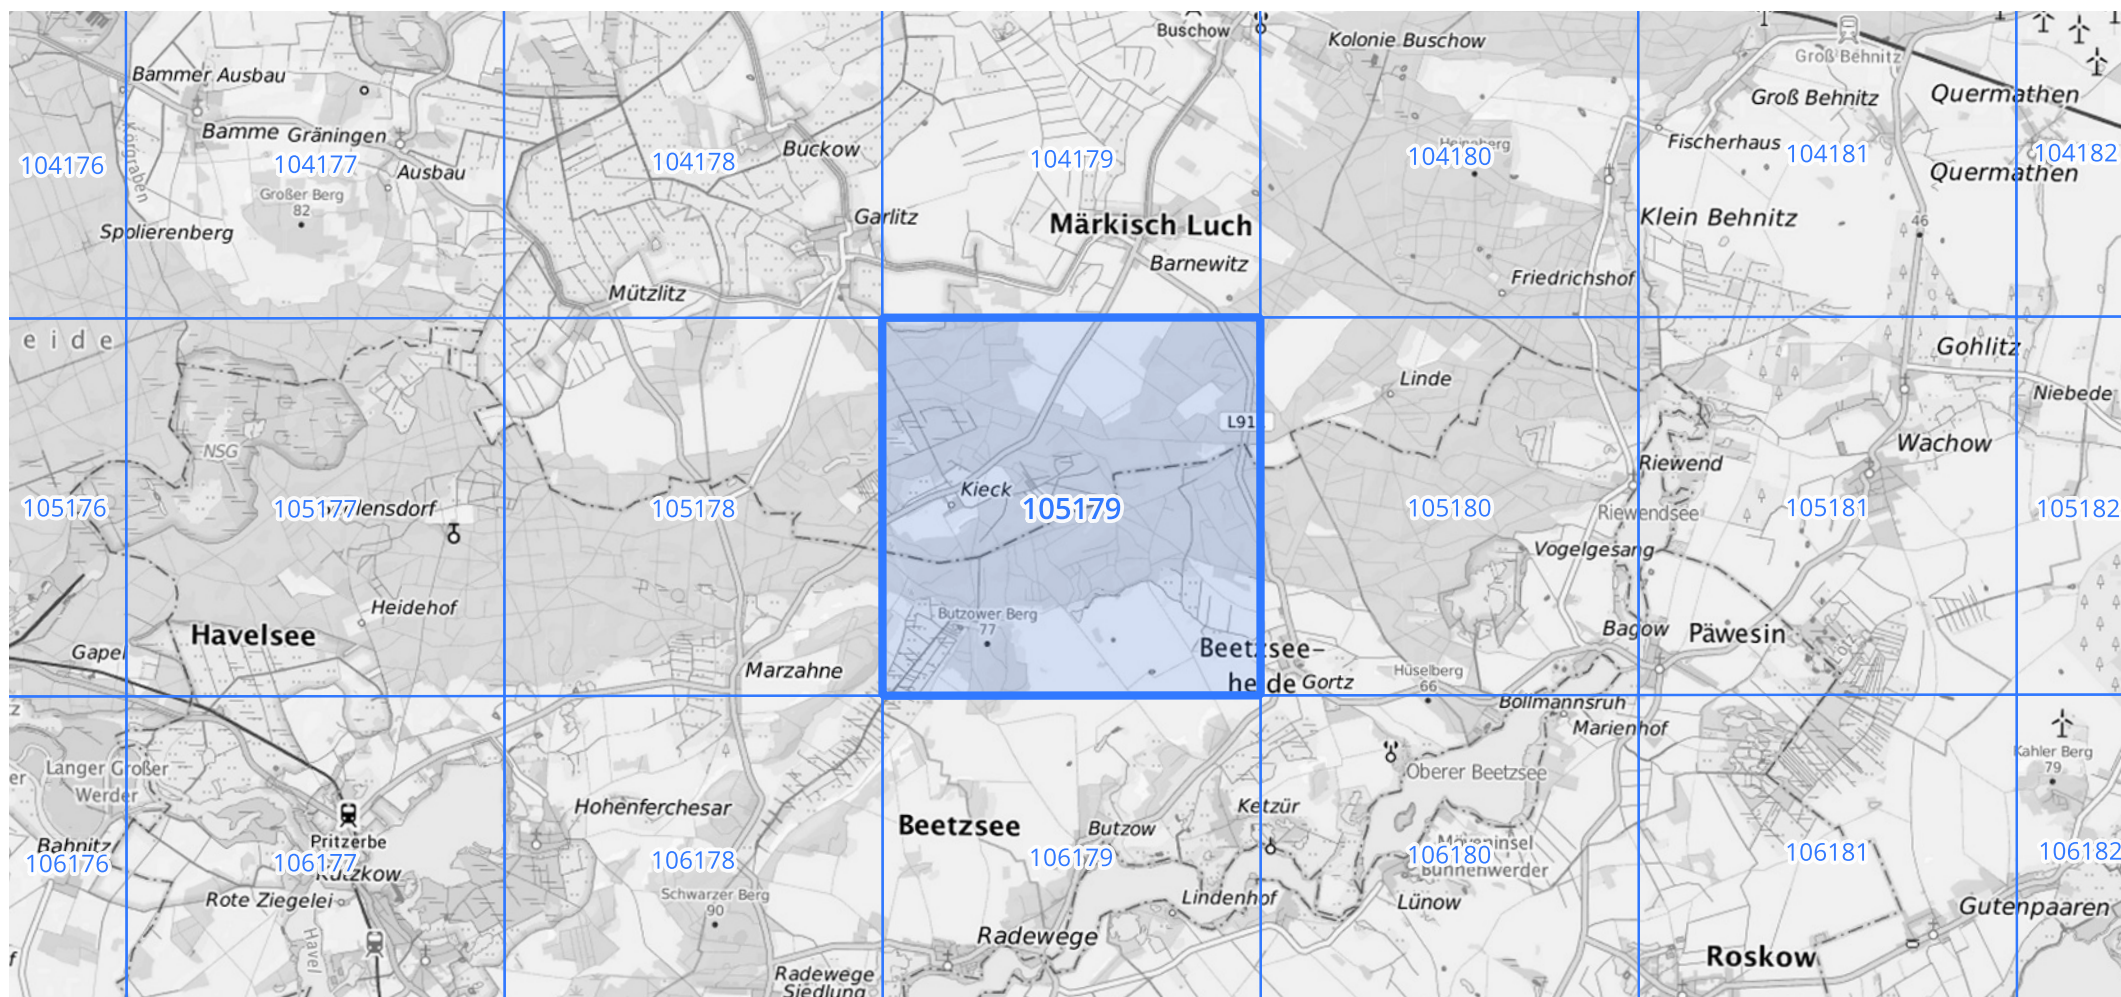 Buschow
Kolonie Buschow
Groß Behnitz
Bammer Ausbau
Groß Behnitz
Quermathen
Bamme
Gräningen
Buckow
Fischerhaus
104176
104177
104178
104179
104180
104181
104182
Körgraben
Ausbau
Quermathen
Großer Berg
82
Garlitz
Märkisch Luch
Klein Behnitz
46
Spolierenberg
Barnewitz
Friedrichshof
Mützlitz
eide
Gohlitz
Linde
Niebede
L91
Wachow
NSG
Riewend
Kieck
105176
105177
105178
105179
105180
105181
105182
Riewendsee
Vogelgesang
Heidehof
Butzower Berg
77
Havelsee
Bagow
Päwesin
Gapel
Marzahne
Beetzsee-
heide
Gortz
Hüselberg
66
Bollmannsruh
Marienhof
Langer Großer
Werder
Oberer Beetzsee
Kahler Berg
79
Hohenferchesar
Ketzür
Beetzsee
Butzow
Pritzerbe
Bahnitz
106176
106177
106178
106179
106180
106181
106182
Möweninsel
Buhnenwerder
Kützkow
Rote Ziegelei
Schwarzer Berg
90
Lindenhof
Lünow
Gutenpaaren
Havel
Radewege
Roskow
Radewege
Siedlung